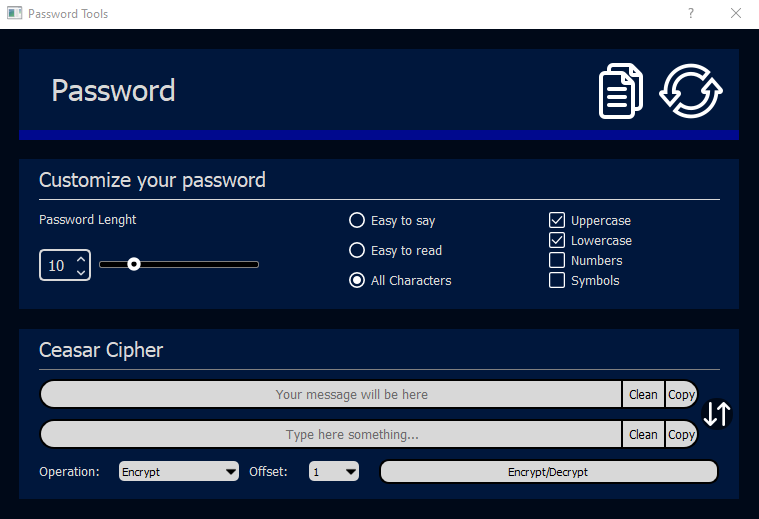 Password Tools
?
Password
Customize your password
Password Lenght
Easy to say
Uppercase
Lowercase
10
Easy to read
Numbers
All Characters
Symbols
Ceasar Cipher
Your message will be here Clean Copy
Type here something... Clean Copy
Operation: Encrypt Offset: 1 Encrypt/Decrypt